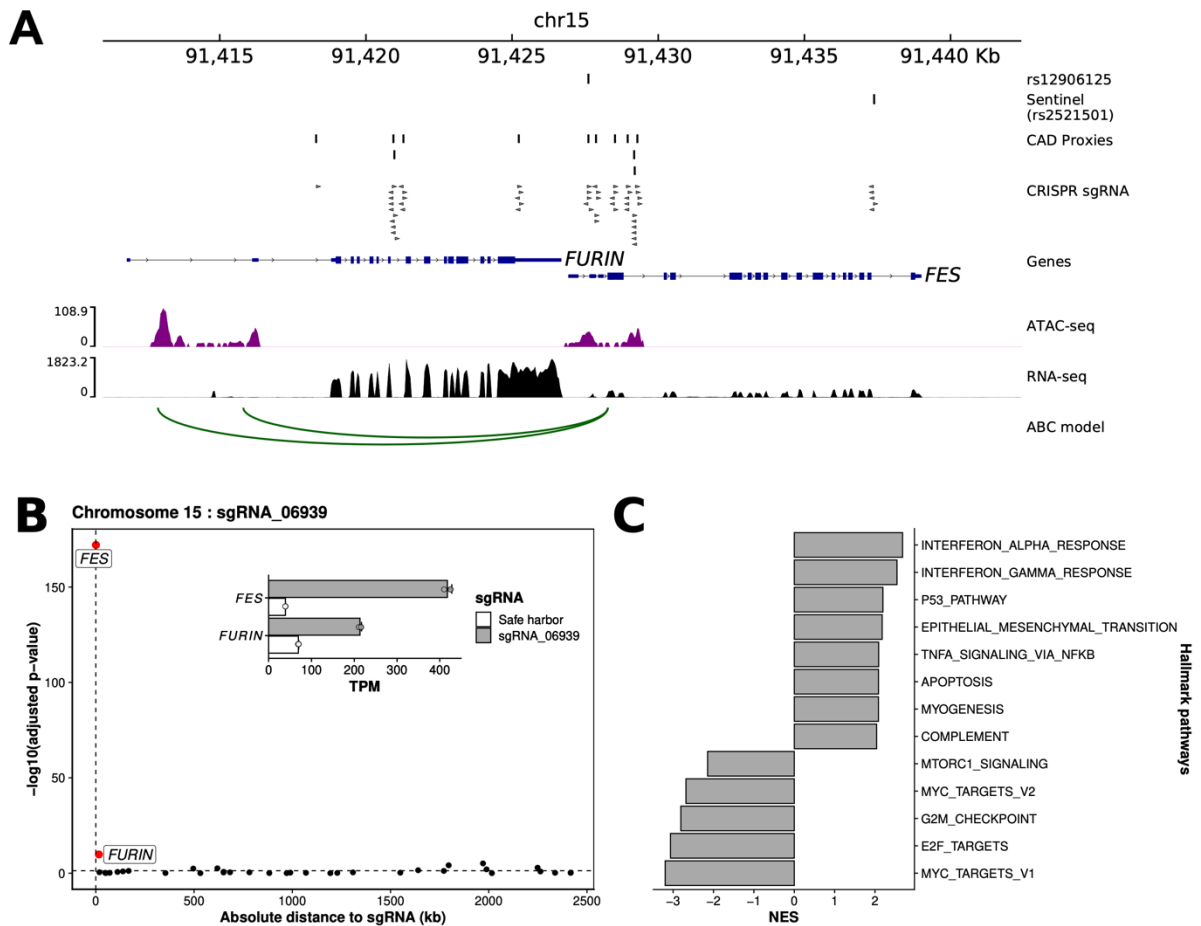 A
chr15
91,415 91,420 91,425 91,430 91,435 91,440 Kb
rs12906125
Sentinel
(rs2521501)
CAD Proxies
CRISPR sgRNA
FURIN
Genes
FES
108.9
0
ATAC-seq
1823.2
0
RNA-seq
ABC model
B
Chromosome 15 : sgRNA_06939
FES
FURIN
150
100
50
0
0 500 1000 1500 2000 2500
Absolute distance to sgRNA (kb)
−log10(adjusted p−value)
FES
FURIN
0 100 200 300 400
TPM
sgRNA
Safe harbor
sgRNA_06939
C
INTERFERON_ALPHA_RESPONSE
INTERFERON_GAMMA_RESPONSE
P53_PATHWAY
EPITHELIAL_MESENCHYMAL_TRANSITION
TNFA_SIGNALING_VIA_NFKB
APOPTOSIS
MYOGENESIS
COMPLEMENT
MTORC1_SIGNALING
MYC_TARGETS_V2
G2M_CHECKPOINT
E2F_TARGETS
MYC_TARGETS_V1
Hallmark pathways
−3 −2 −1 0 1 2
NES